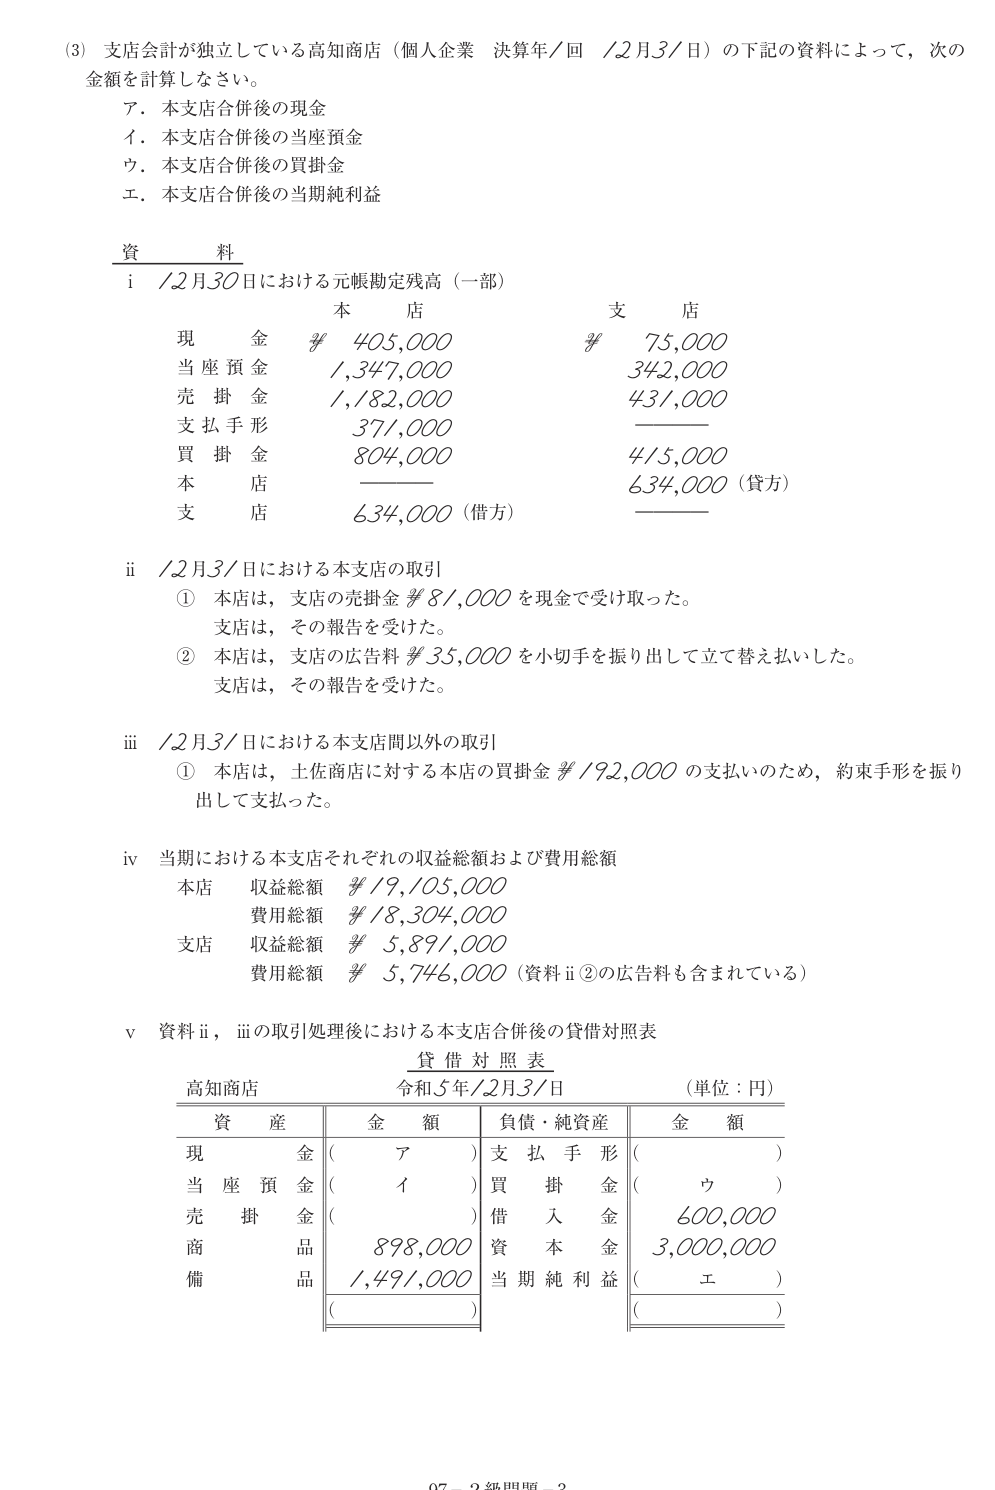 (3) 支店会計が独立している高知商店（個人企業 決算年1回 12月31日）の下記の資料によって，次の
金額を計算しなさい。
ア．本支店合併後の現金
イ．本支店合併後の当座預金
ウ．本支店合併後の買掛金
エ．本支店合併後の当期純利益
資 料
ⅰ 12月30日における元帳勘定残高（一部）
本 店 支 店
現 金 ¥ 405,000 ¥ 75,000
当座預金 1,347,000 342,000
売掛金 1,182,000 431,000
支払手形 371,000 ―――
買掛金 804,000 415,000
本 店 ――― 634,000（貸方）
支 店 634,000（借方） ―――
ⅱ 12月31日における本支店の取引
① 本店は，支店の売掛金¥81,000を現金で受け取った。
支店は，その報告を受けた。
② 本店は，支店の広告料¥35,000を小切手を振り出して立て替え払いした。
支店は，その報告を受けた。
ⅲ 12月31日における本支店間以外の取引
① 本店は，土佐商店に対する本店の買掛金¥192,000の支払いのため，約束手形を振り
出して支払った。
ⅳ 当期における本支店それぞれの収益総額および費用総額
本店 収益総額 ¥19,105,000
費用総額 ¥18,304,000
支店 収益総額 ¥ 5,891,000
費用総額 ¥ 5,746,000（資料ⅱ②の広告料も含まれている）
ⅴ 資料ⅱ，ⅲの取引処理後における本支店合併後の貸借対照表
貸借対照表
高知商店 令和5年12月31日 （単位：円）
資 産 金 額 負債・純資産 金 額
現 金 ( ア ) 支払手形 ( )
当座預金 ( イ ) 買掛金 ( ウ )
売掛金 ( ) 借入金 600,000
商 品 898,000 資本金 3,000,000
備 品 1,491,000 当期純利益 ( エ )
( ) ( )
97－2級問題－3